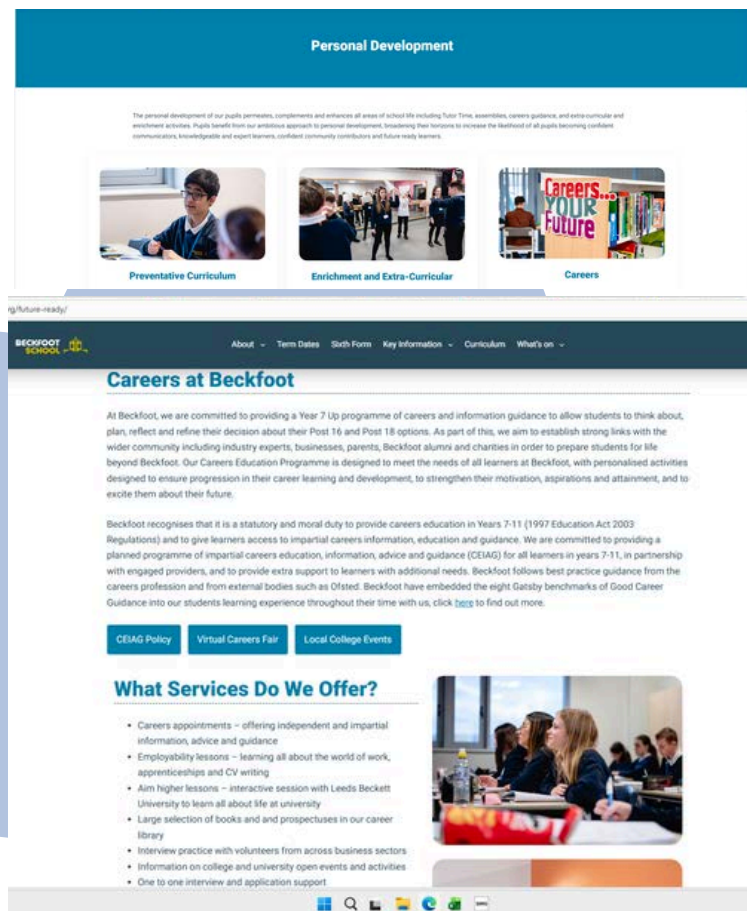 Personal Development
The personal development of our pupils permeates, complements and enhances all areas of school life including Tutor Time, assemblies, careers guidance, and extra-curricular and
enrichment activities. Pupils benefit from our ambitious approach to personal development, broadening their horizons to increase the likelihood of all pupils becoming confident
communicators, knowledgeable and expert learners, confident community contributors and future ready learners.
Careers...
YOUR
Future
Preventative Curriculum
Enrichment and Extra-Curricular
Careers
rg/future-ready/
BECKFOOT
SCHOOL
About Term Dates Sixth Form Key Information Curriculum What's on
Careers at Beckfoot
At Beckfoot, we are committed to providing a Year 7 Up programme of careers and information guidance to allow students to think about,
plan, reflect and refine their decision about their Post 16 and Post 18 options. As part of this, we aim to establish strong links with the
wider community including industry experts, businesses, parents, Beckfoot alumni and charities in order to prepare students for life
beyond Beckfoot. Our Careers Education Programme is designed to meet the needs of all learners at Beckfoot, with personalised activities
designed to ensure progression in their career learning and development, to strengthen their motivation, aspirations and attainment, and to
excite them about their future.
Beckfoot recognises that it is a statutory and moral duty to provide careers education in Years 7-11 (1997 Education Act 2003
Regulations) and to give learners access to impartial careers information, education and guidance. We are committed to providing a
planned programme of impartial careers education, information, advice and guidance (CEIAG) for all learners in years 7-11, in partnership
with engaged providers, and to provide extra support to learners with additional needs. Beckfoot follows best practice guidance from the
careers profession and from external bodies such as Ofsted. Beckfoot have embedded the eight Gatsby benchmarks of Good Career
Guidance into our students learning experience throughout their time with us, click here to find out more.
CEIAG Policy Virtual Careers Fair Local College Events
What Services Do We Offer?
• Careers appointments – offering independent and impartial
information, advice and guidance
• Employability lessons – learning all about the world of work,
apprenticeships and CV writing
• Aim higher lessons – interactive session with Leeds Beckett
University to learn all about life at university
• Large selection of books and and prospectuses in our career
library
• Interview practice with volunteers from across business sectors
• Information on college and university open events and activities
• One to one interview and application support